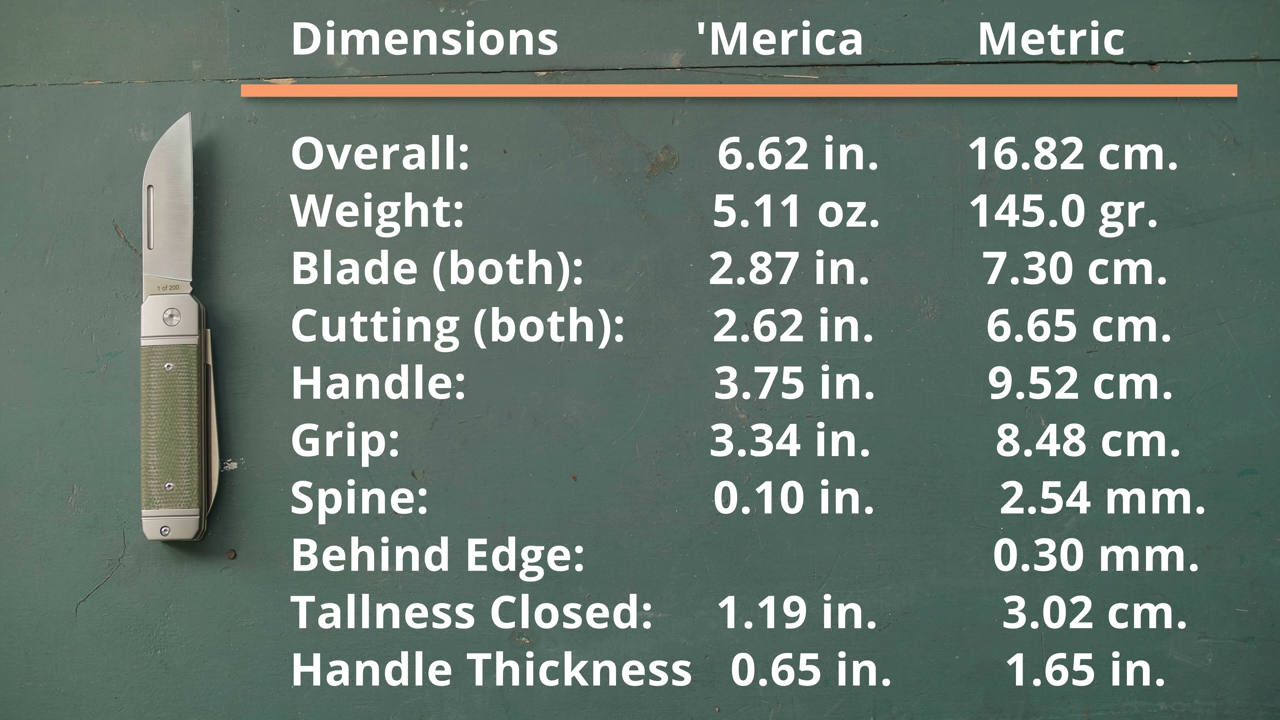 Dimensions 'Merica Metric
Overall: 6.62 in. 16.82 cm.
Weight: 5.11 oz. 145.0 gr.
Blade (both): 2.87 in. 7.30 cm.
1 of 200
Cutting (both): 2.62 in. 6.65 cm.
Handle: 3.75 in. 9.52 cm.
Grip: 3.34 in. 8.48 cm.
Spine: 0.10 in. 2.54 mm.
Behind Edge: 0.30 mm.
Tallness Closed: 1.19 in. 3.02 cm.
Handle Thickness 0.65 in. 1.65 in.